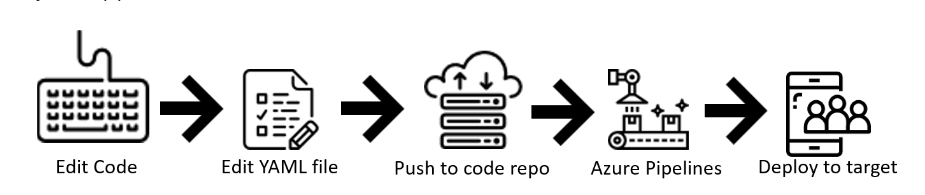 Edit Code
Edit YAML file
Push to code repo
Azure Pipelines
Deploy to target